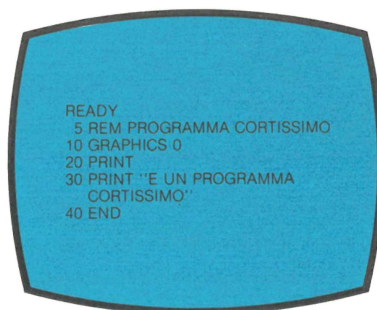 READY
5 REM PROGRAMMA CORTISSIMO
10 GRAPHICS 0
20 PRINT
30 PRINT "E UN PROGRAMMA
CORTISSIMO"
40 END